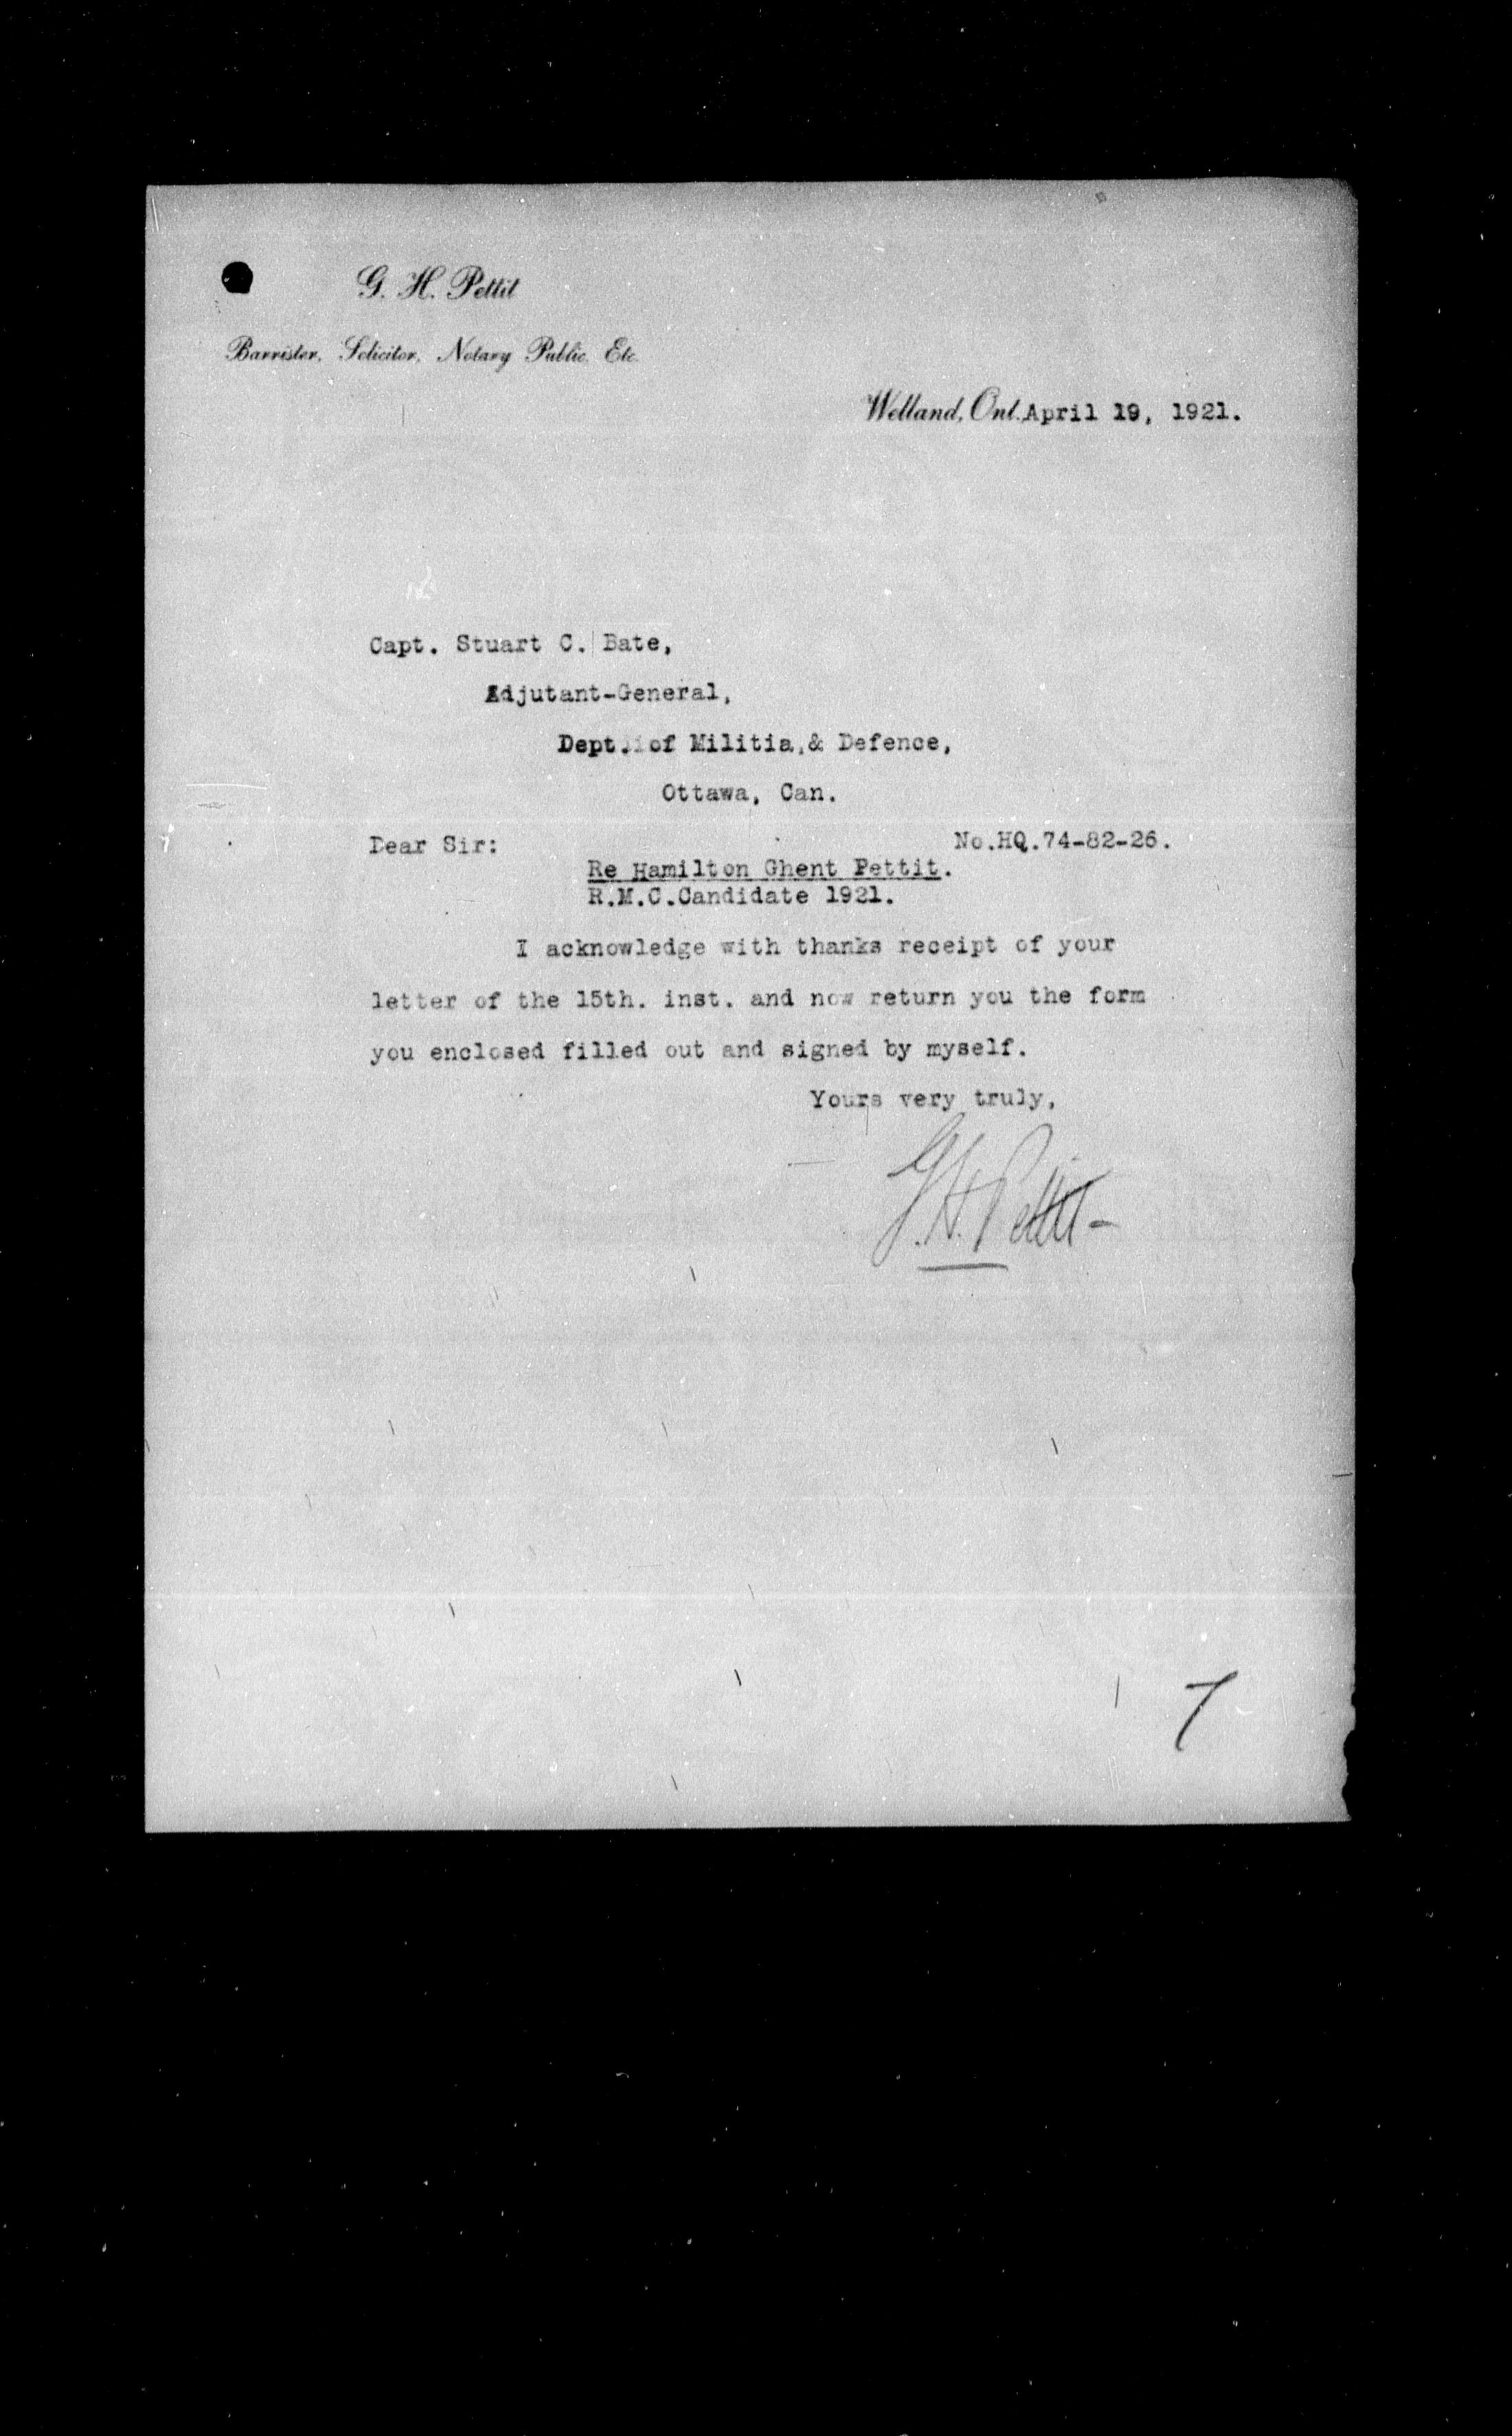 G. H. Pettit
Barrister, Solicitor, Notary Public. Etc.
Welland, Ont. April 19, 1921.
Capt. Stuart C. Bate,
Adjutant-General,
Dept. of Militia,& Defence,
Ottawa, Can.
Dear Sir: No.HQ.74-82-26.
Re Hamilton Ghent Pettit.
R.M.C.Candidate 1921.
I acknowledge with thanks receipt of your
letter of the 15th. inst. and now return you the form
you enclosed filled out and signed by myself.
Yours very truly,
G.H. Pettit
7